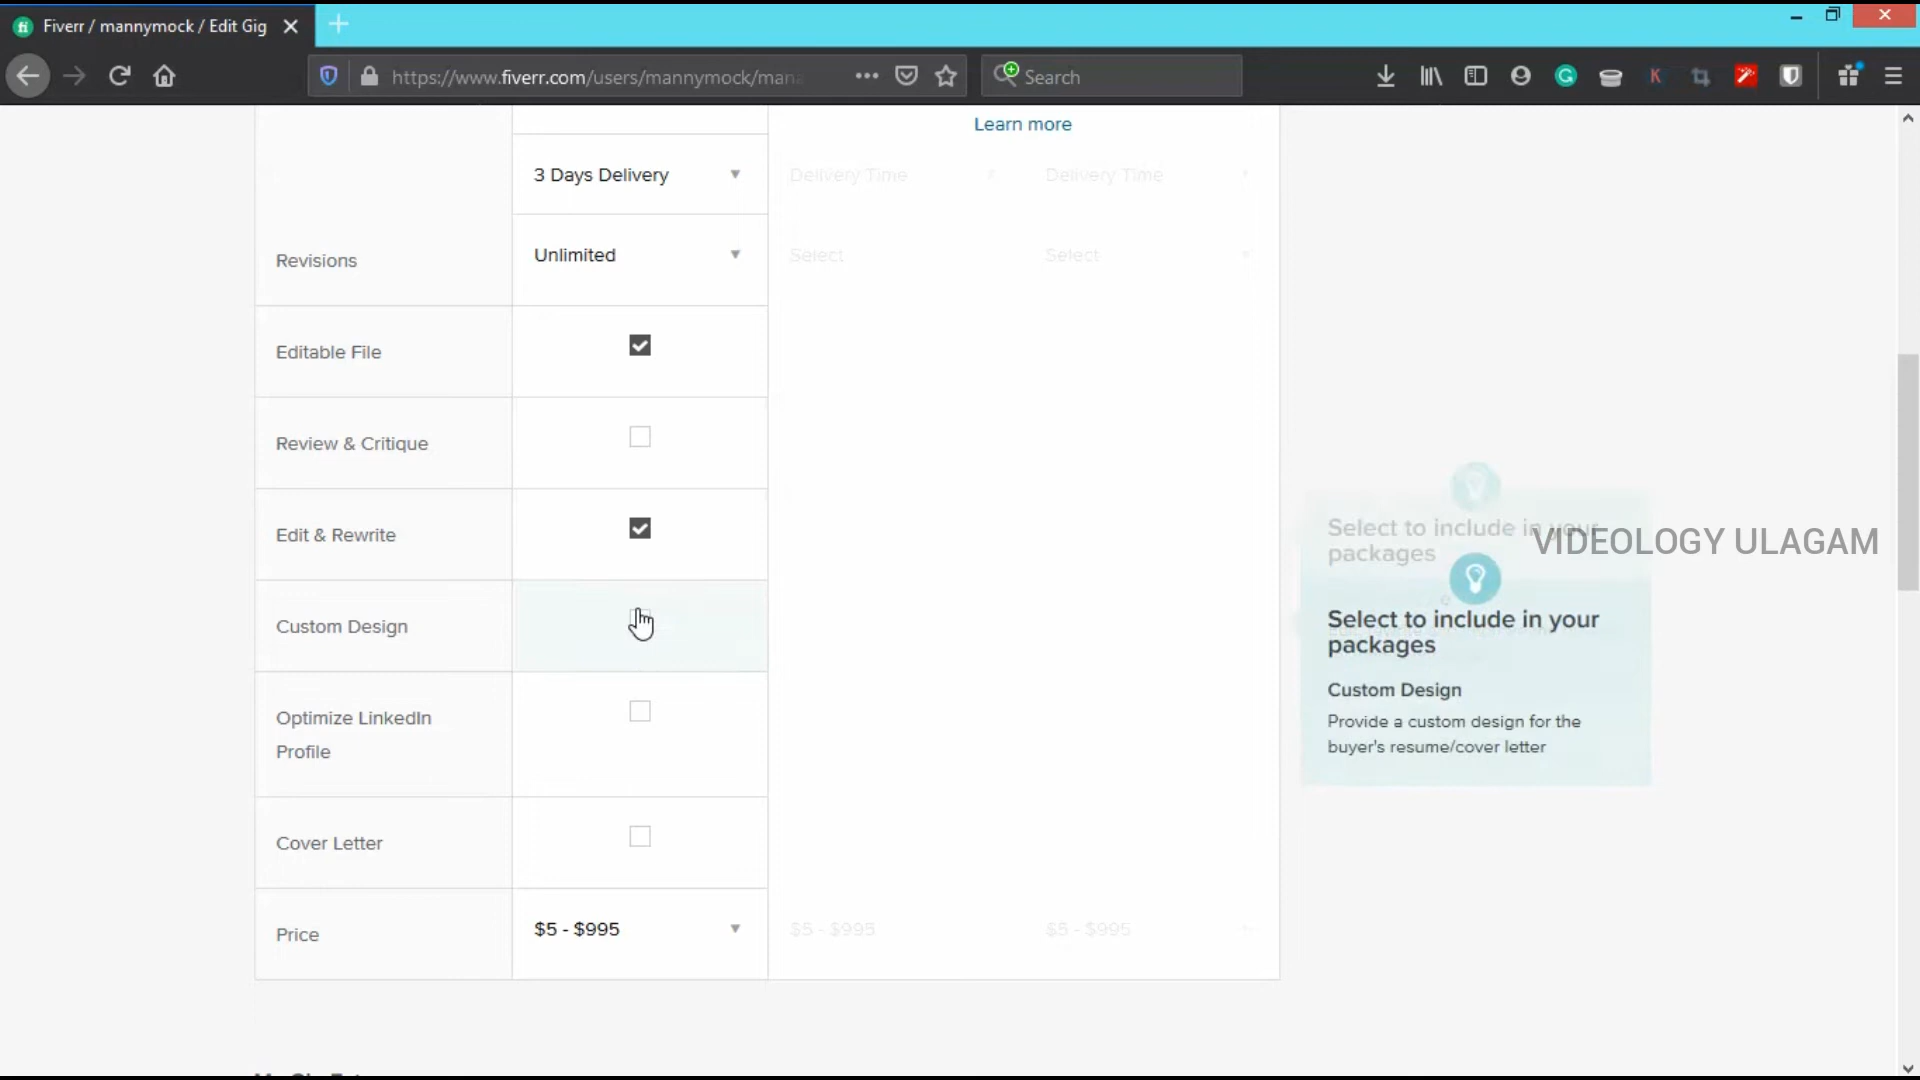 Fiverr / mannymock / Edit Gig
https://www.fiverr.com/users/mannymock/mana
Search
Learn more
3 Days Delivery
Delivery Time
Delivery Time
Revisions
Unlimited
Select
Select
Editable File
Review & Critique
Edit & Rewrite
Custom Design
Optimize LinkedIn
Profile
Cover Letter
Price
$5 - $995
$5 - $995
$5 - $995
Select to include in your
packages
VIDEOLOGY ULAGAM
Select to include in your
packages
Custom Design
Provide a custom design for the
buyer's resume/cover letter